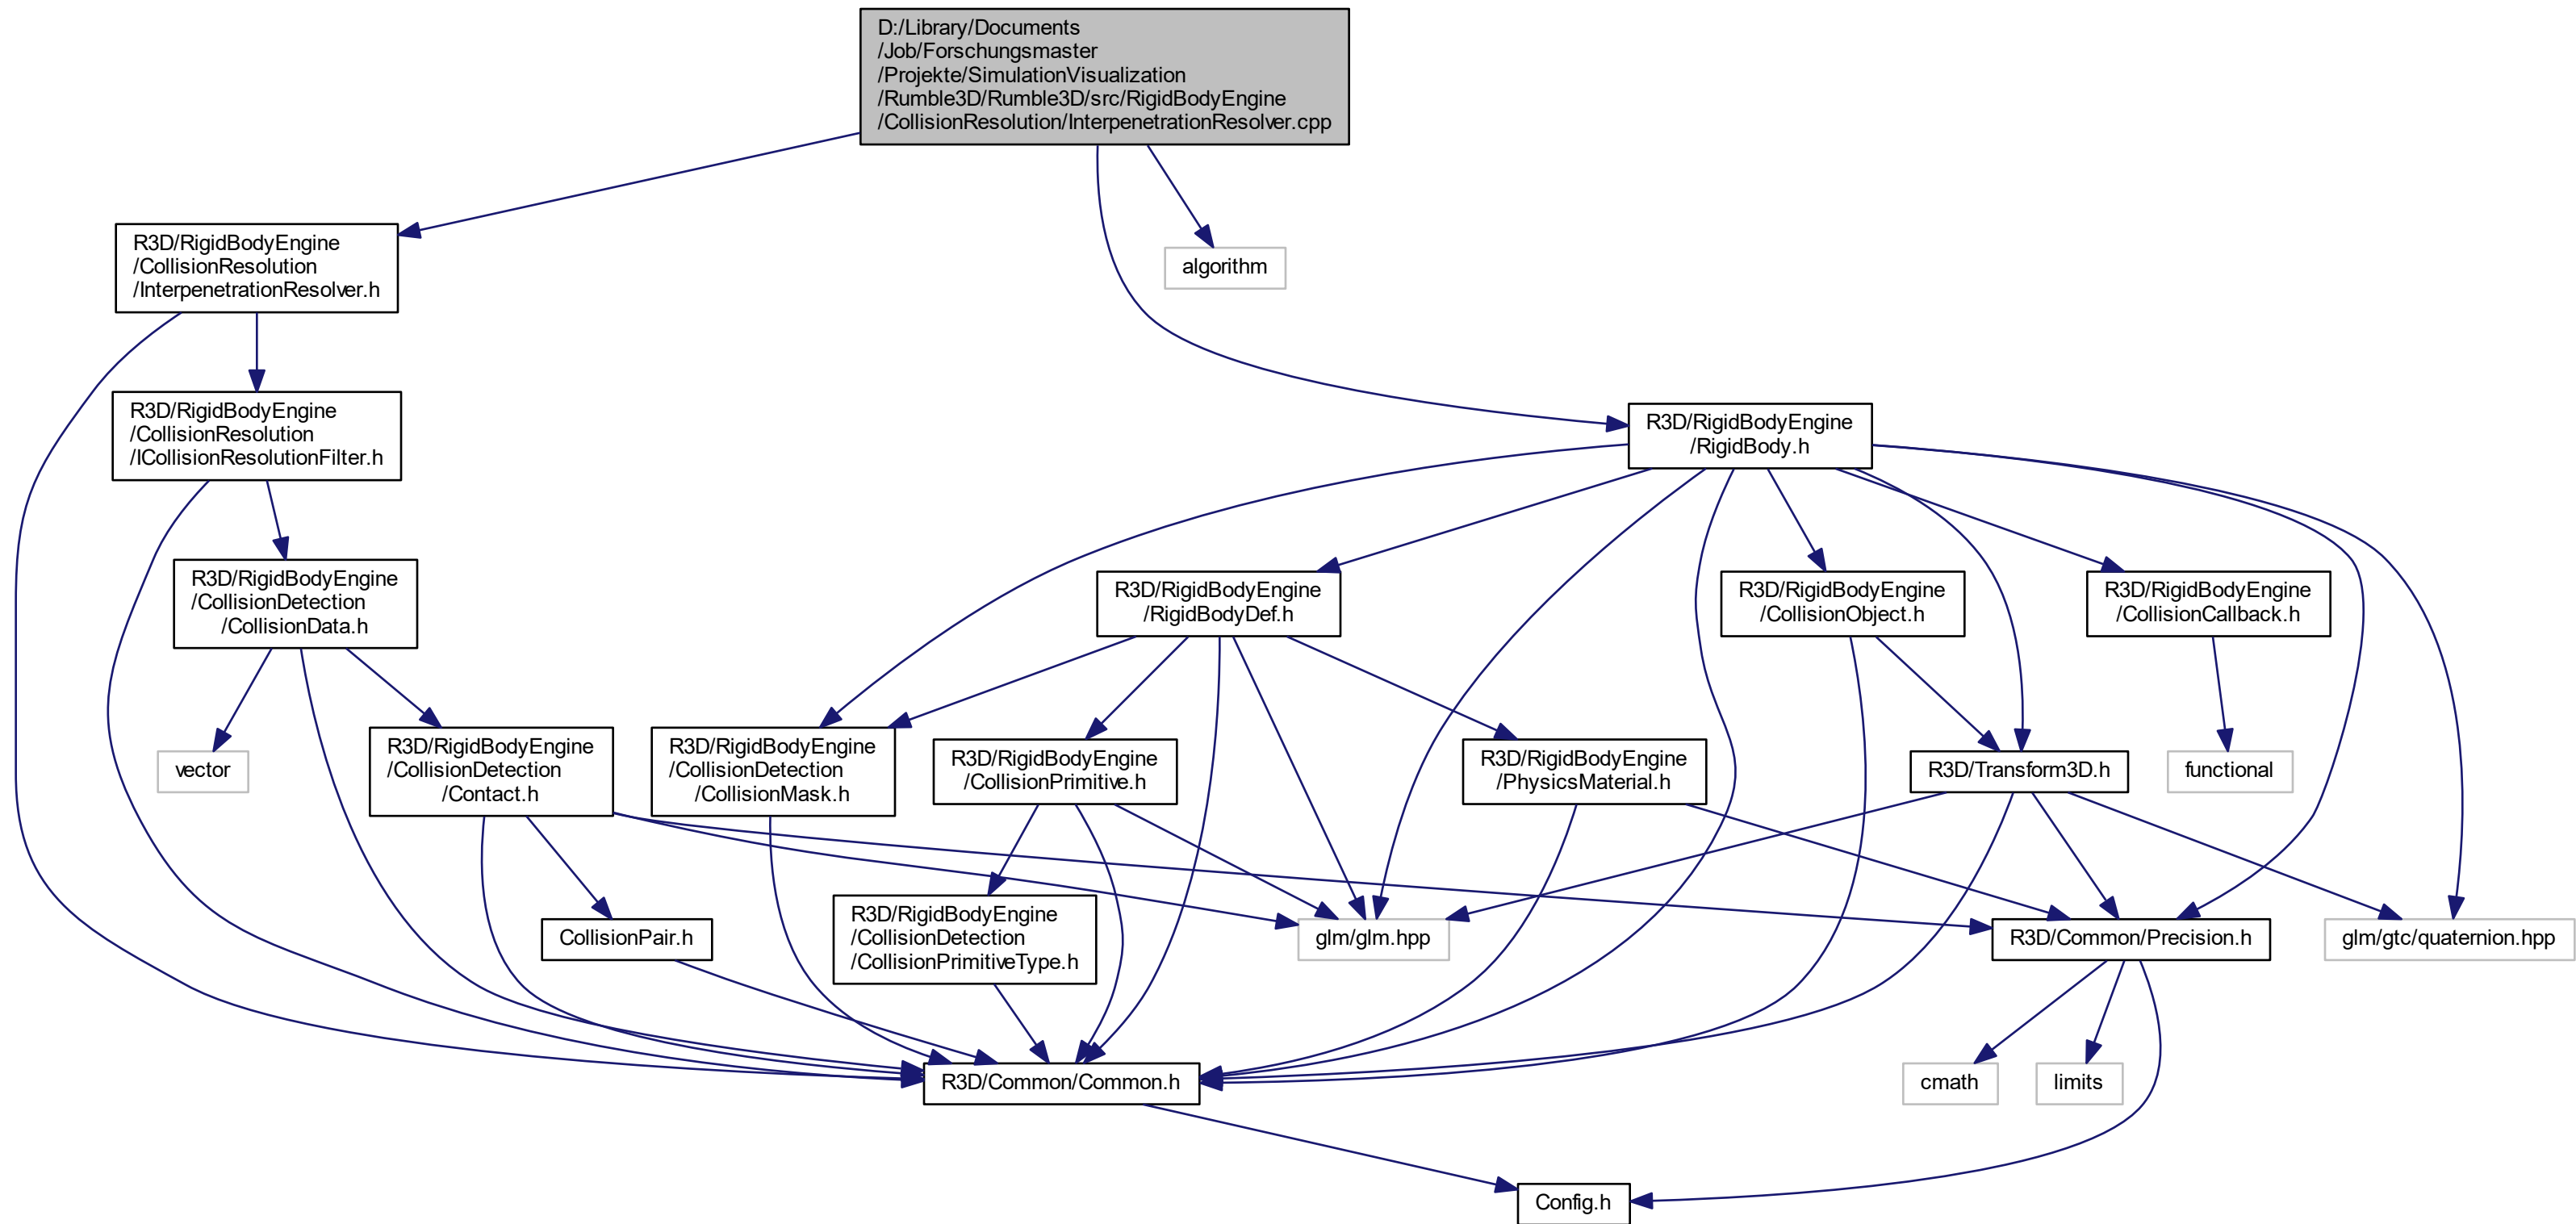 D:/Library/Documents
/Job/Forschungsmaster
/Projekte/SimulationVisualization
/Rumble3D/Rumble3D/src/RigidBodyEngine
/CollisionResolution/InterpenetrationResolver.cpp
R3D/RigidBodyEngine
/CollisionResolution
/InterpenetrationResolver.h
algorithm
R3D/RigidBodyEngine
/CollisionResolution
/ICollisionResolutionFilter.h
R3D/RigidBodyEngine
/RigidBody.h
R3D/RigidBodyEngine
/CollisionDetection
/CollisionData.h
R3D/RigidBodyEngine
/RigidBodyDef.h
R3D/RigidBodyEngine
/CollisionObject.h
R3D/RigidBodyEngine
/CollisionCallback.h
vector
R3D/RigidBodyEngine
/CollisionDetection
/Contact.h
R3D/RigidBodyEngine
/CollisionDetection
/CollisionMask.h
R3D/RigidBodyEngine
/CollisionPrimitive.h
R3D/RigidBodyEngine
/PhysicsMaterial.h
R3D/Transform3D.h
functional
CollisionPair.h
R3D/RigidBodyEngine
/CollisionDetection
/CollisionPrimitiveType.h
glm/glm.hpp
R3D/Common/Precision.h
glm/gtc/quaternion.hpp
R3D/Common/Common.h
cmath
limits
Config.h